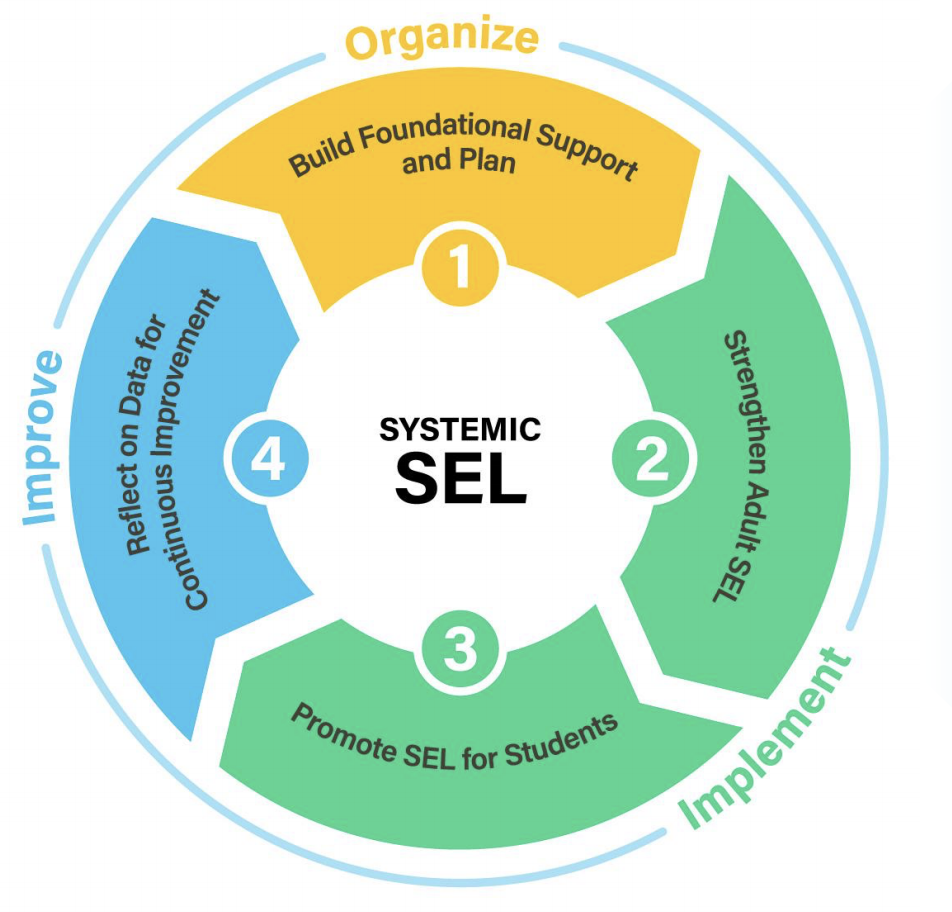 Organize
Build Foundational Support
and Plan
1
Strengthen Adult SEL
2
Implement
3
Promote SEL for Students
Improve
Reflect on Data for
Continuous Improvement
4
SYSTEMIC
SEL